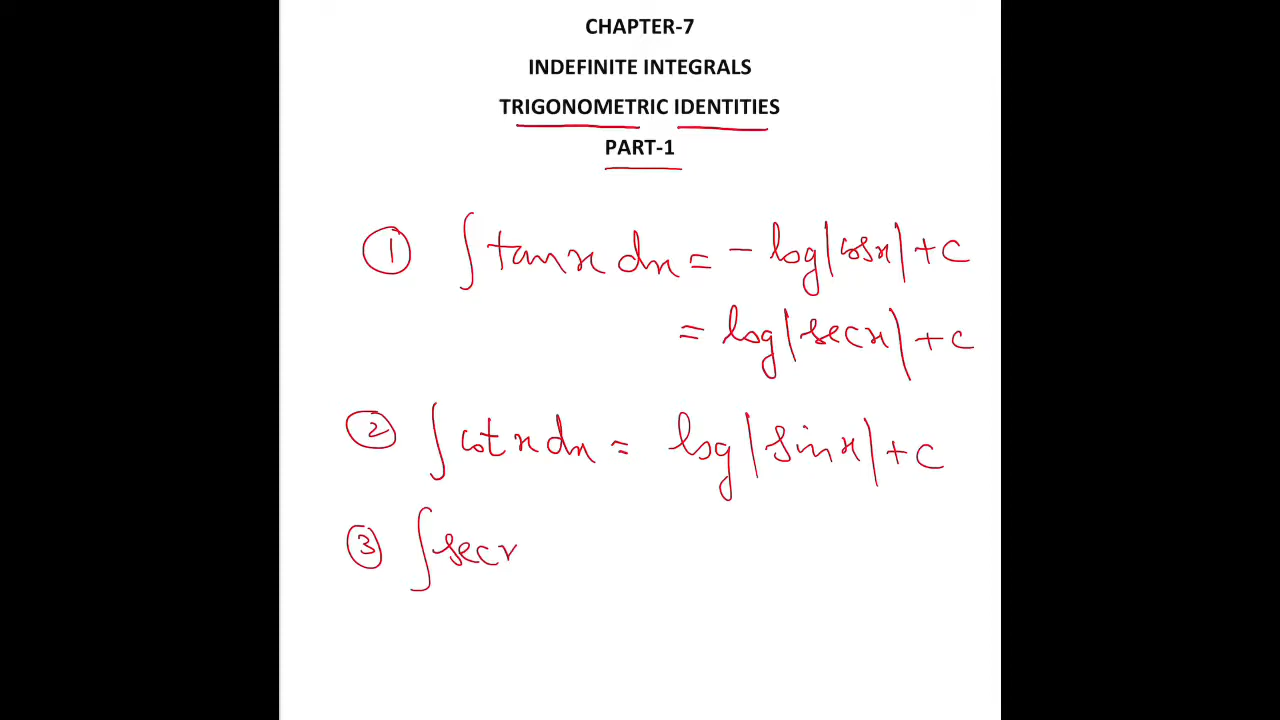 CHAPTER-7
INDEFINITE INTEGRALS
TRIGONOMETRIC IDENTITIES
PART-1
① ∫ tanx dx = - log|cosx| + c
= log|secx| + c
② ∫ cotx dx = log|sinx| + c
③ ∫ secx